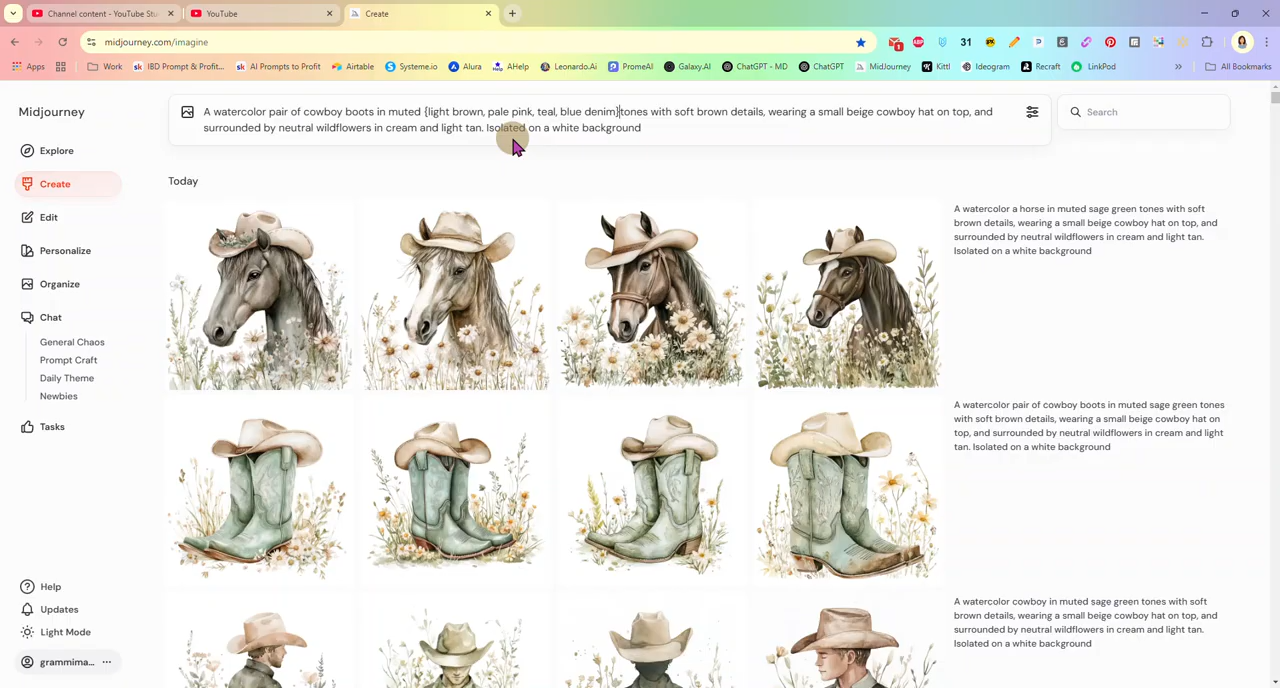 Channel content - YouTube Stu
YouTube
Create
midjourney.com/imagine
1
ABP
31
Apps
Work
sk IBD Prompt & Profit...
sk AI Prompts to Profit
Airtable
Systeme.io
Alura
AHelp
Leonardo.Ai
PromeAI
Galaxy.AI
ChatGPT - MD
ChatGPT
MidJourney
Kittl
Ideogram
Recraft
LinkPod
»
All Bookmarks
Midjourney
A watercolor pair of cowboy boots in muted {light brown, pale pink, teal, blue denim}tones with soft brown details, wearing a small beige cowboy hat on top, and
surrounded by neutral wildflowers in cream and light tan. Isolated on a white background
Search
Explore
Create
Edit
Personalize
Organize
Chat
General Chaos
Prompt Craft
Daily Theme
Newbies
Tasks
Help
Updates
Light Mode
grammima... ...
Today
A watercolor a horse in muted sage green tones with soft
brown details, wearing a small beige cowboy hat on top, and
surrounded by neutral wildflowers in cream and light tan.
Isolated on a white background
A watercolor pair of cowboy boots in muted sage green tones
with soft brown details, wearing a small beige cowboy hat on
top, and surrounded by neutral wildflowers in cream and light
tan. Isolated on a white background
A watercolor cowboy in muted sage green tones with soft
brown details, wearing a small beige cowboy hat on top, and
surrounded by neutral wildflowers in cream and light tan.
Isolated on a white background